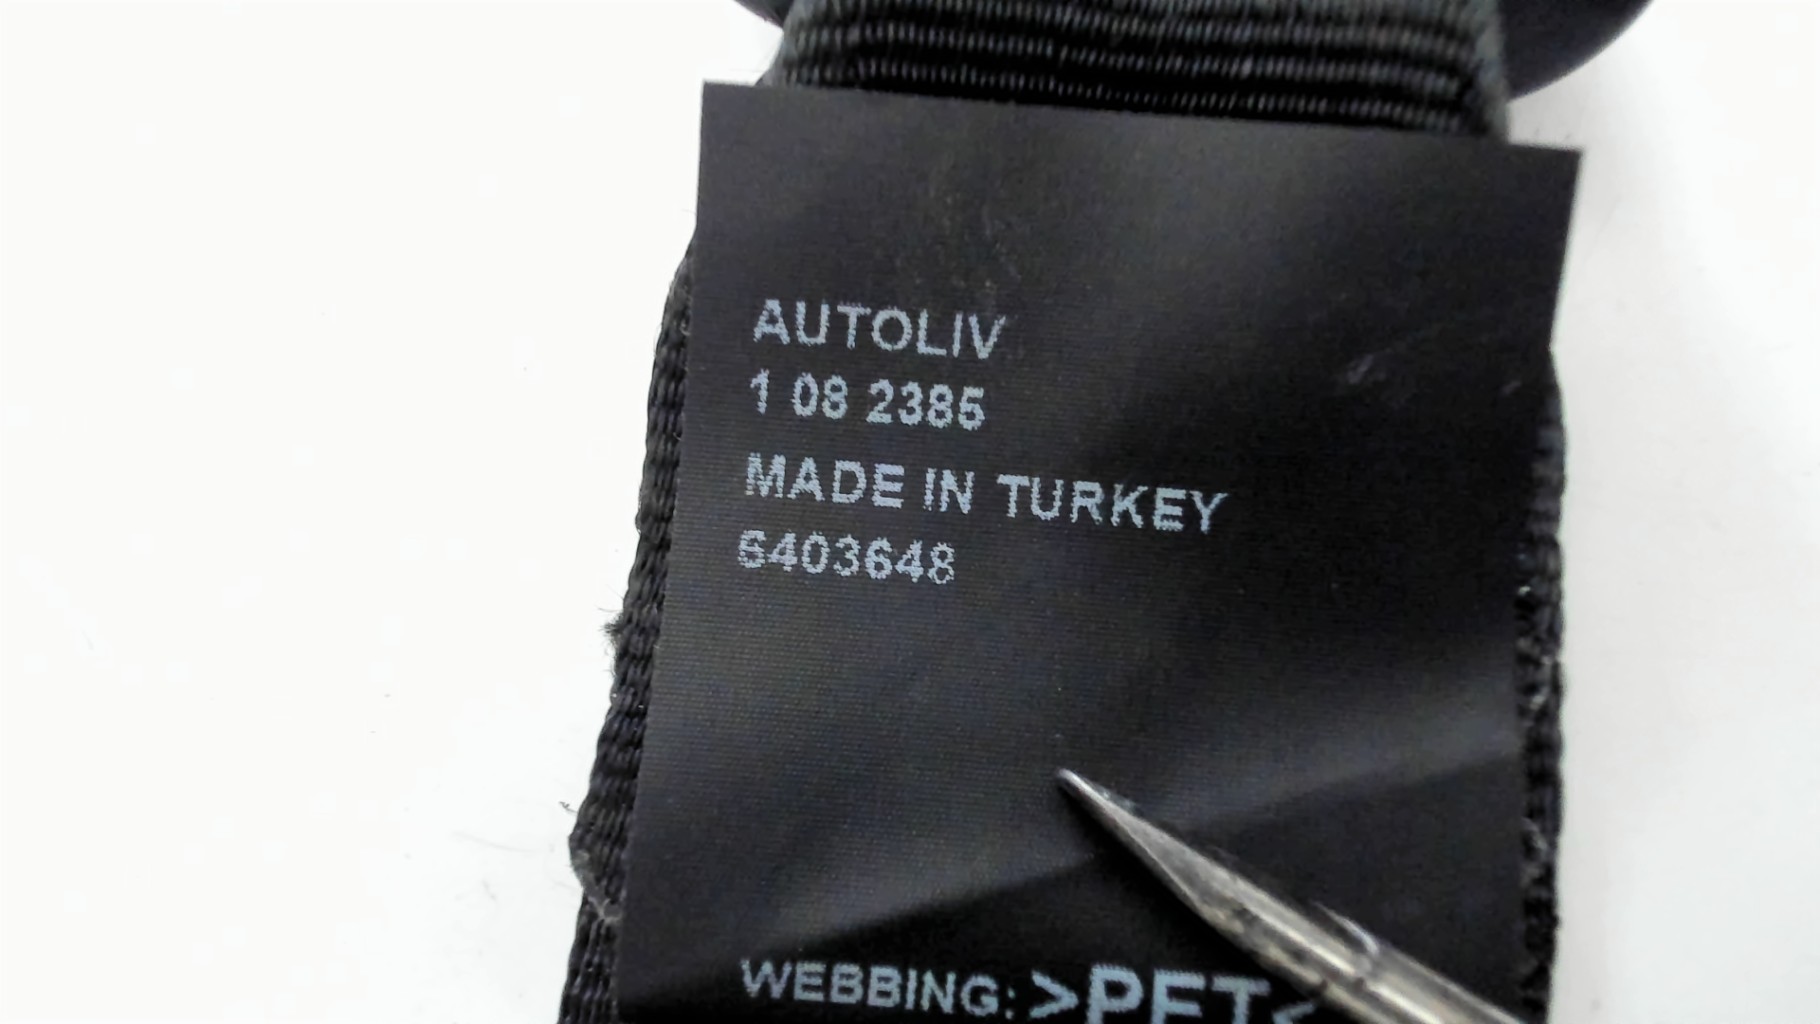 AUTOLIV
1 08 2385
MADE IN TURKEY
6403648
WEBBING: >PET<